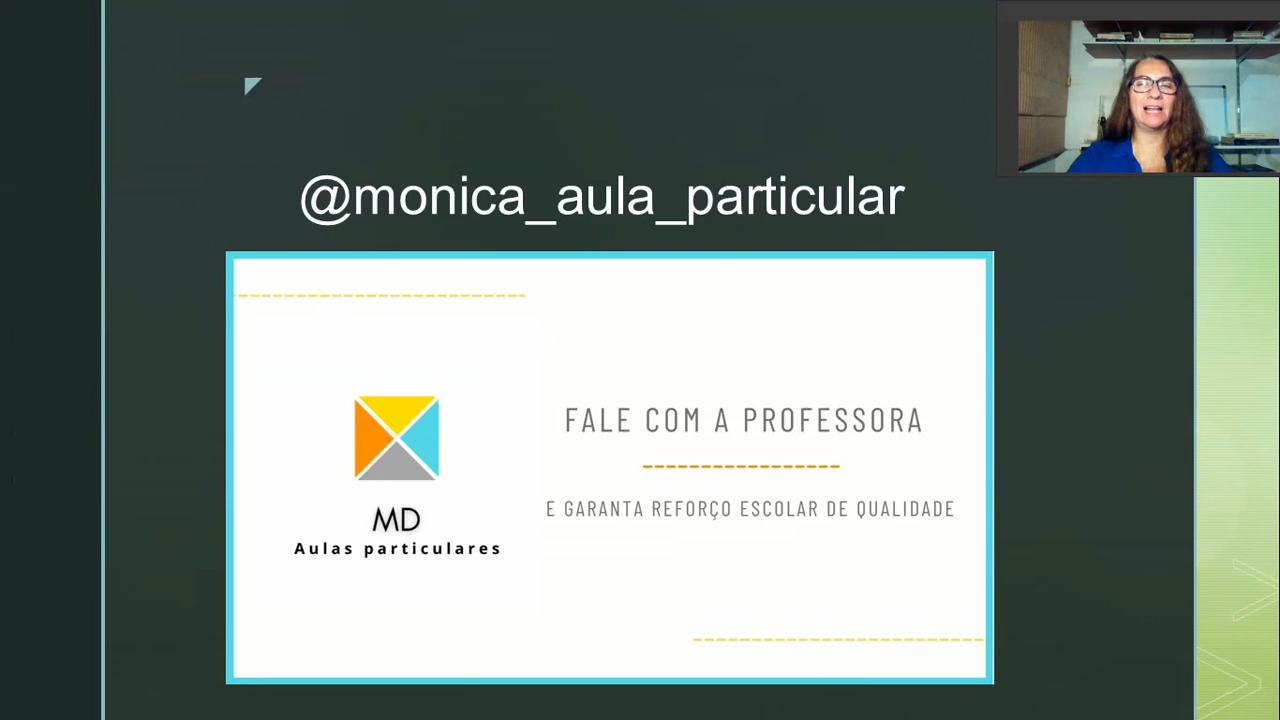 @monica_aula_particular
FALE COM A PROFESSORA
E GARANTA REFORÇO ESCOLAR DE QUALIDADE
MD
Aulas particulares